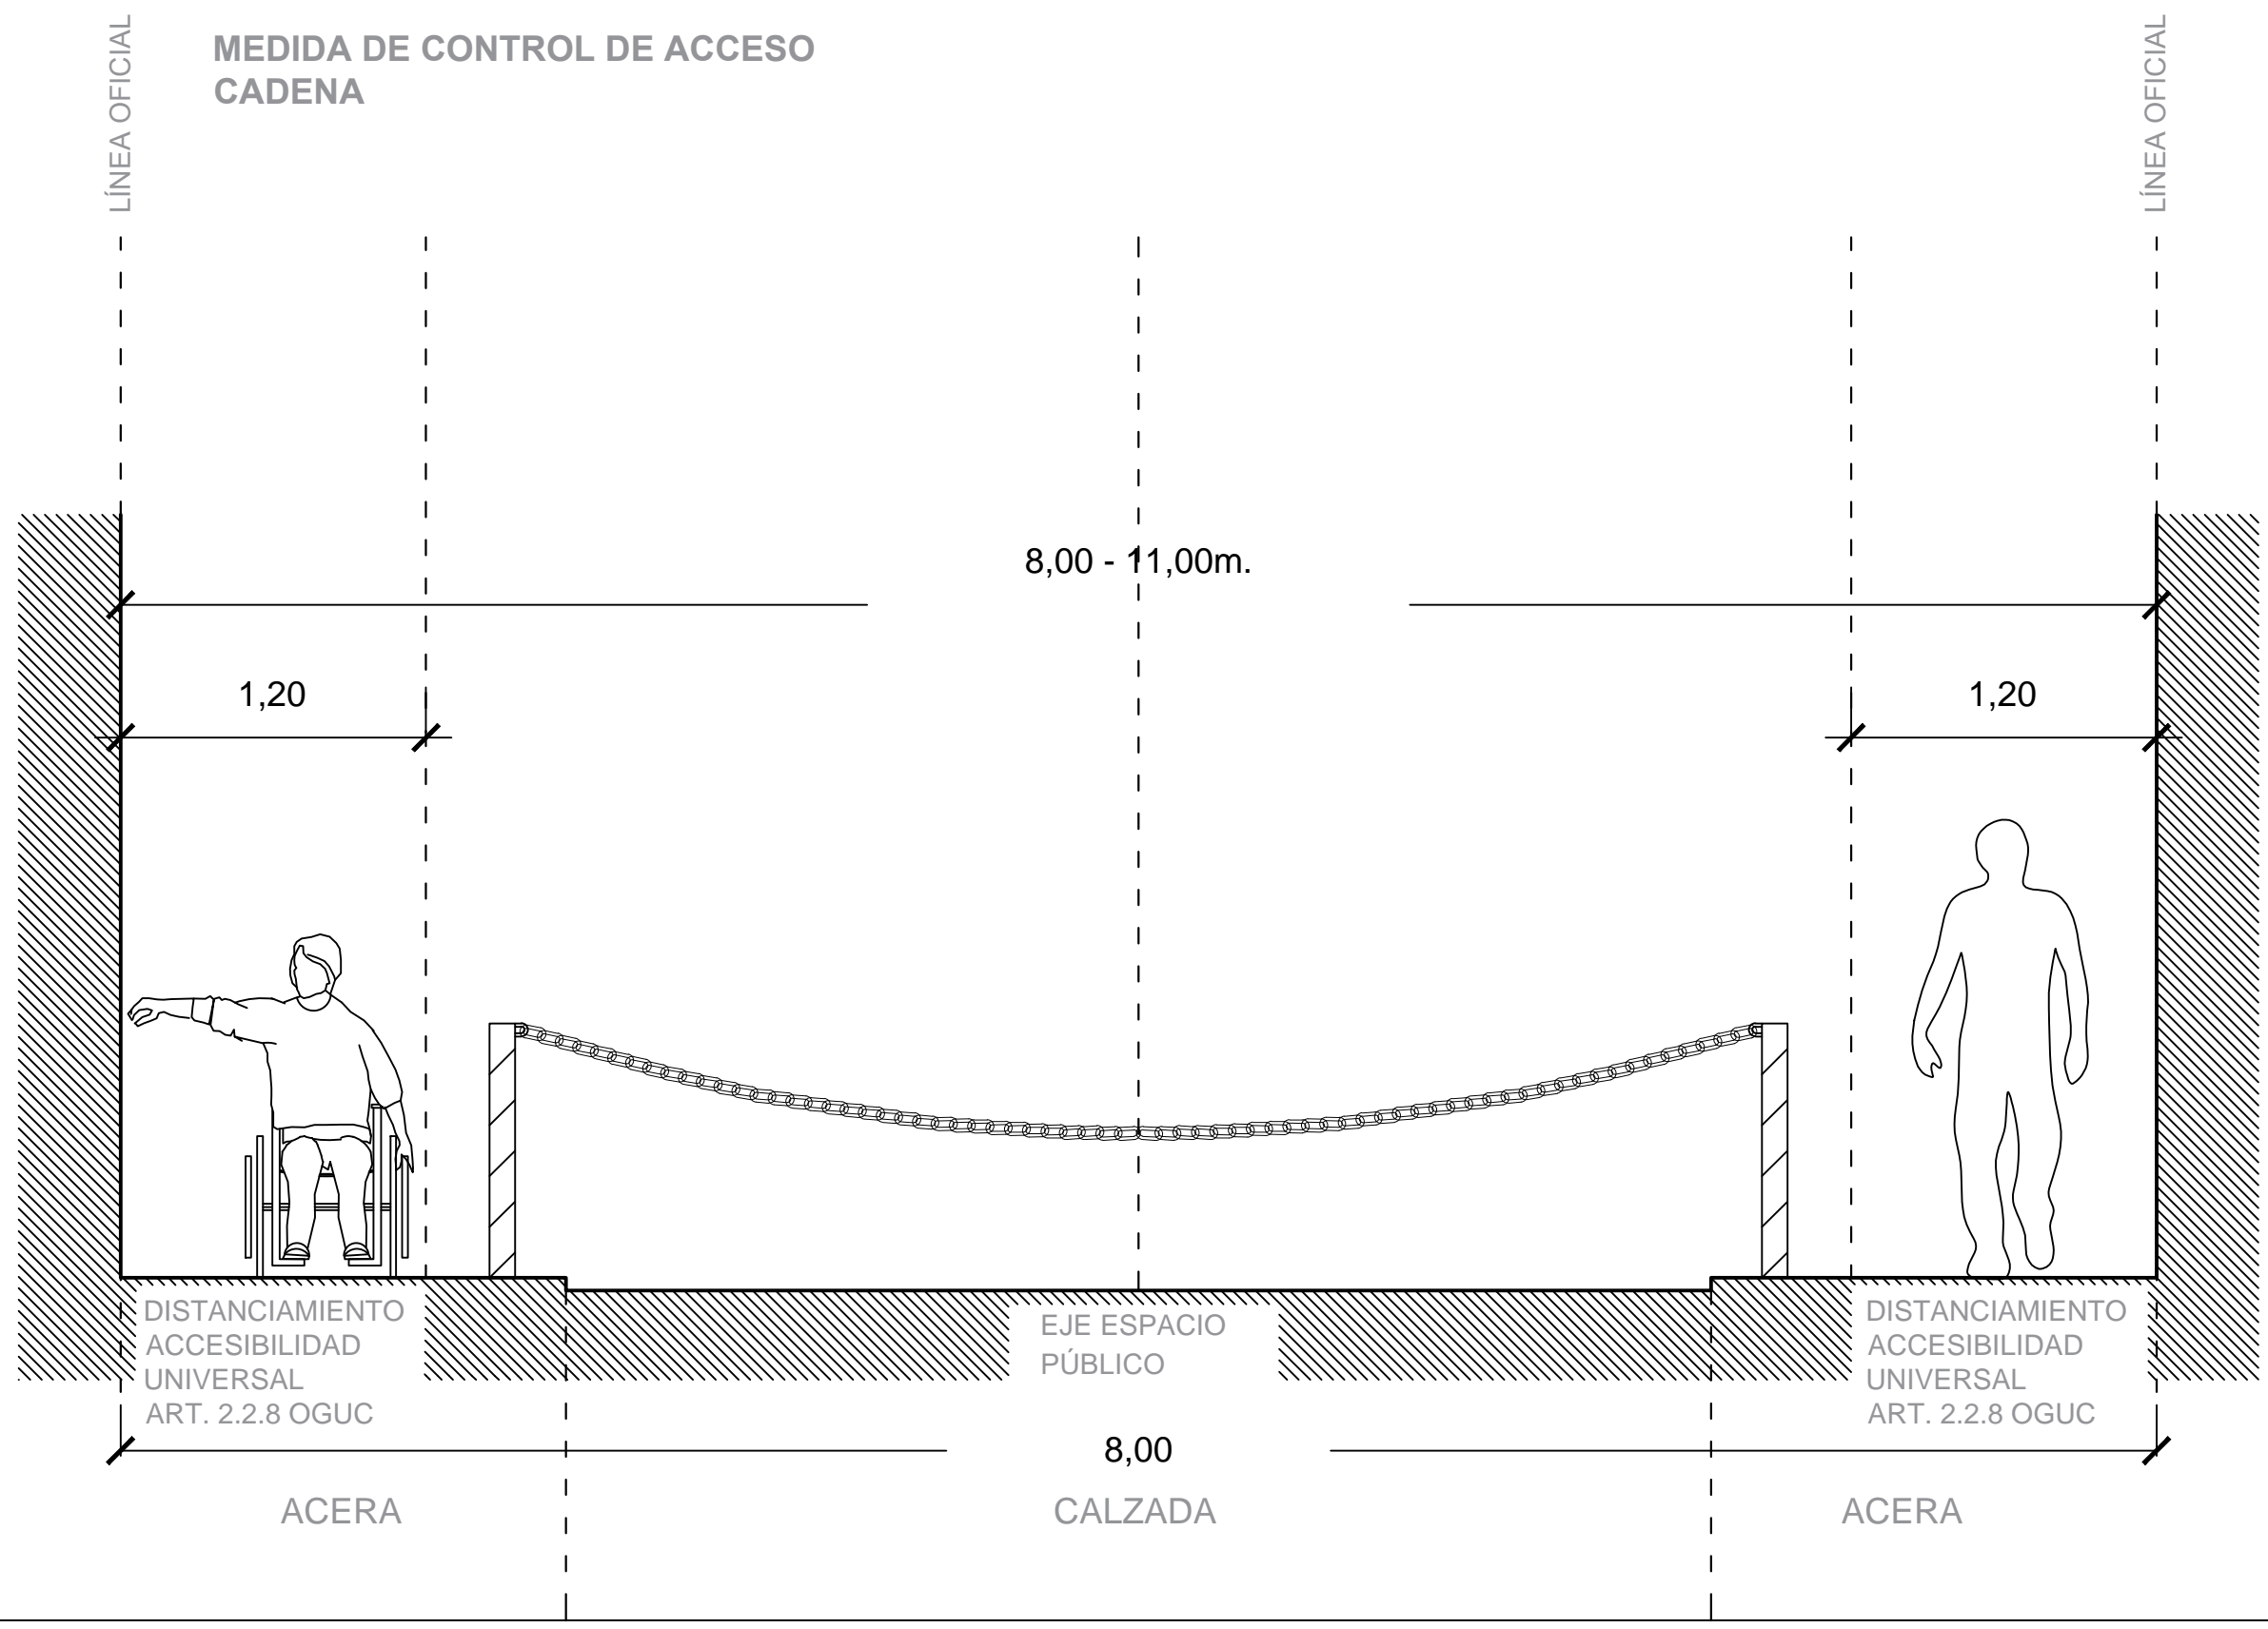 LÍNEA OFICIAL
MEDIDA DE CONTROL DE ACCESO
CADENA
LÍNEA OFICIAL
8,00 - 11,00m.
1,20
1,20
DISTANCIAMIENTO
ACCESIBILIDAD
UNIVERSAL
ART. 2.2.8 OGUC
EJE ESPACIO
PÚBLICO
DISTANCIAMIENTO
ACCESIBILIDAD
UNIVERSAL
ART. 2.2.8 OGUC
8,00
ACERA
CALZADA
ACERA